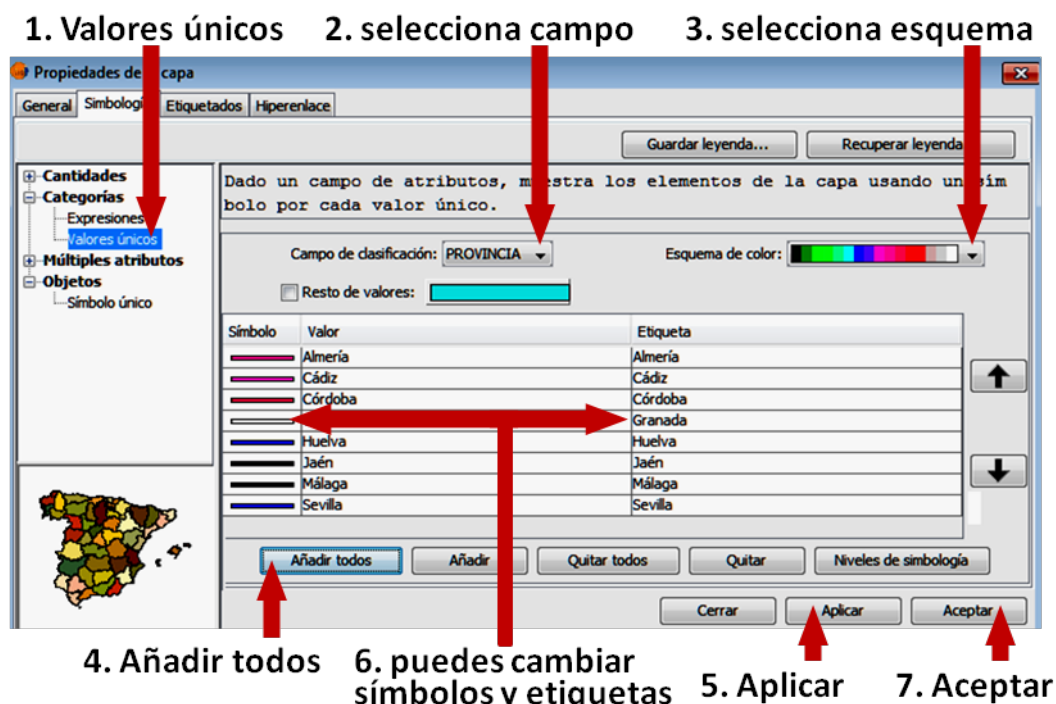 1. Valores únicos 2. selecciona campo 3. selecciona esquema
Propiedades de capa
General Simbología Etiquetados Hiperenlace
Guardar leyenda... Recuperar leyenda
Cantidades
Categorías
Expresiones
Valores únicos
Múltiples atributos
Objetos
Símbolo único
Dado un campo de atributos, muestra los elementos de la capa usando un sím
bolo por cada valor único.
Campo de clasificación: PROVINCIA Esquema de color:
Resto de valores:
Símbolo Valor Etiqueta
Almería Almería
Cádiz Cádiz
Córdoba Córdoba
Granada
Huelva Huelva
Jaén Jaén
Málaga Málaga
Sevilla Sevilla
Añadir todos Añadir Quitar todos Quitar Niveles de simbología
Cerrar Aplicar Aceptar
4. Añadir todos 6. puedes cambiar
símbolos y etiquetas 5. Aplicar 7. Aceptar